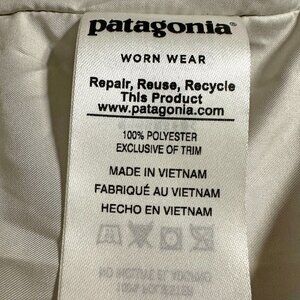 patagonia®
WORN WEAR
Repair, Reuse, Recycle
This Product
www.patagonia.com
100% POLYESTER
EXCLUSIVE OF TRIM
MADE IN VIETNAM
FABRIQUÉ AU VIETNAM
HECHO EN VIETNAM